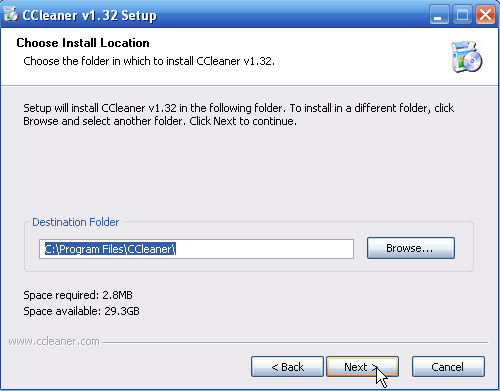 CCleaner v1.32 Setup
Choose Install Location
Choose the folder in which to install CCleaner v1.32.
Setup will install CCleaner v1.32 in the following folder. To install in a different folder, click
Browse and select another folder. Click Next to continue.
Destination Folder
C:\Program Files\CCleaner\
Browse...
Space required: 2.8MB
Space available: 29.3GB
www.ccleaner.com
< Back
Next >
Cancel